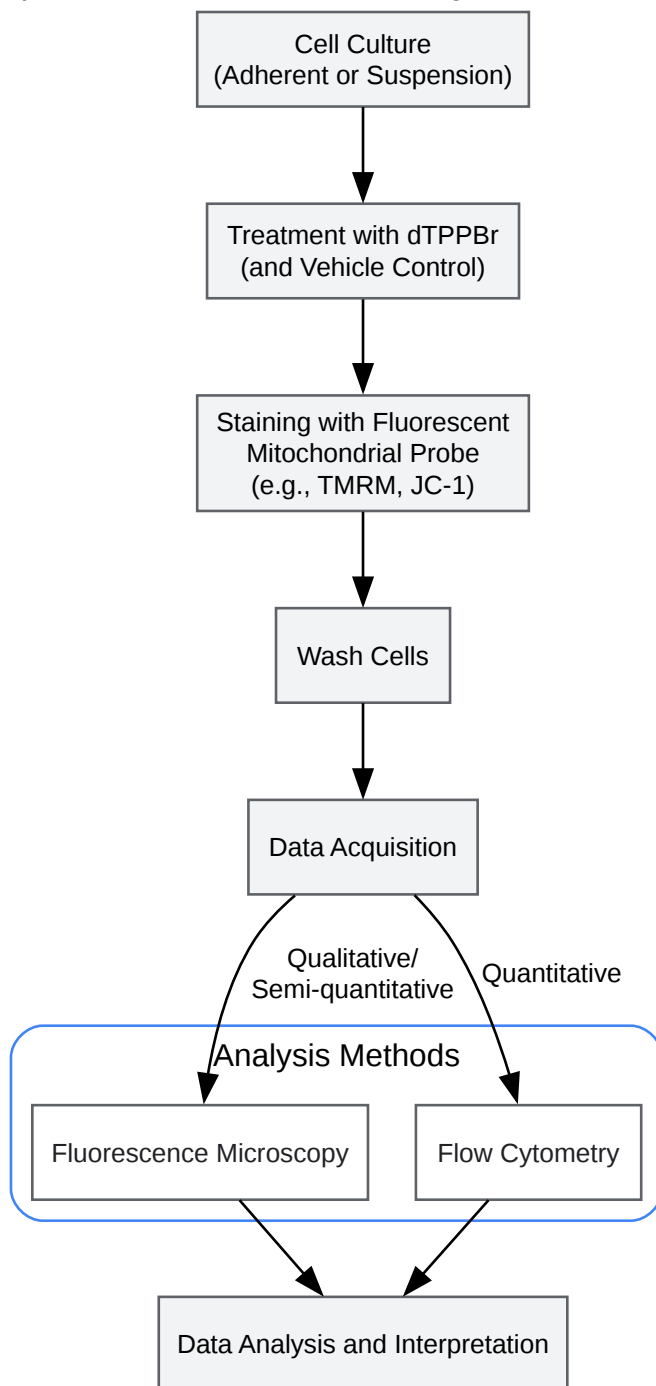 Cell Culture
(Adherent or Suspension)
Treatment with dTPPBr
(and Vehicle Control)
Staining with Fluorescent
Mitochondrial Probe
(e.g., TMRM, JC-1)
Wash Cells
Data Acquisition
Qualitative/
Semi-quantitative
Quantitative
Analysis Methods
Fluorescence Microscopy
Flow Cytometry
Data Analysis and Interpretation